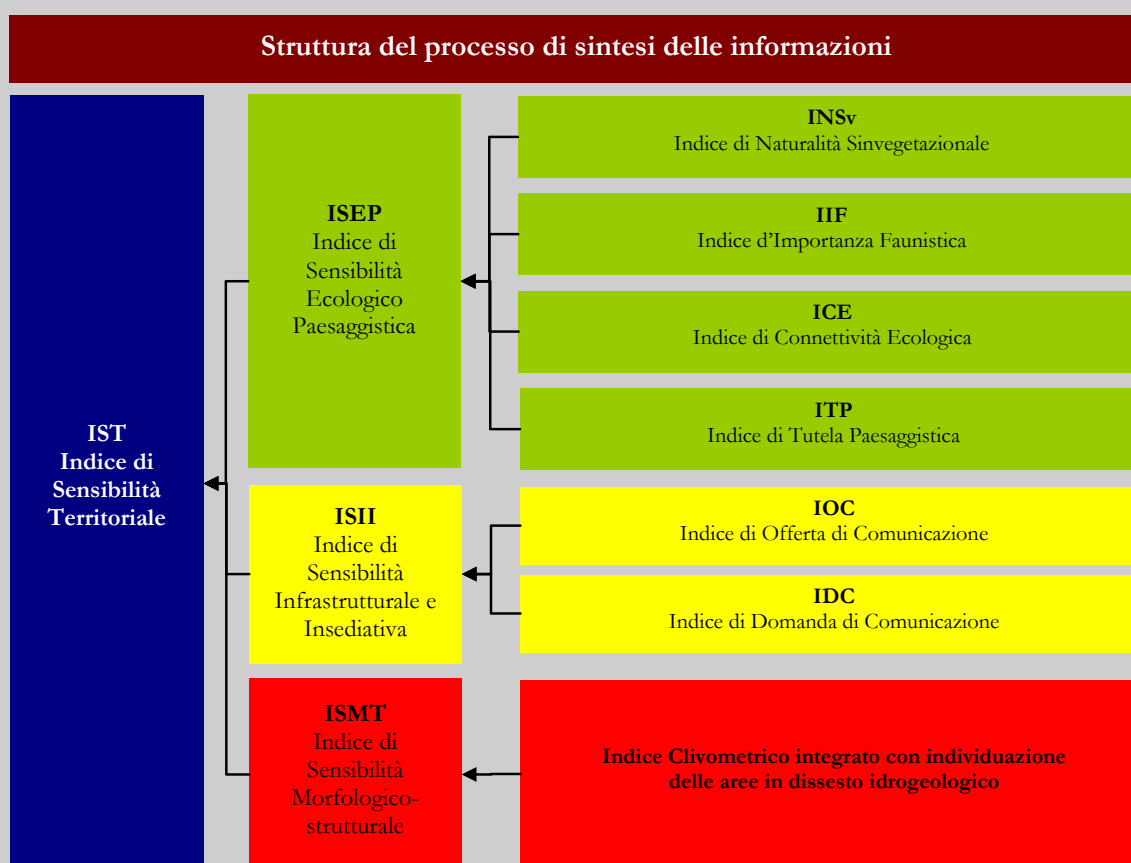 Struttura del processo di sintesi delle informazioni
IST
Indice di
Sensibilità
Territoriale
ISEP
Indice di
Sensibilità
Ecologico
Paesaggistica
INSv
Indice di Naturalità Sinvegetazionale
IIF
Indice d'Importanza Faunistica
ICE
Indice di Connettività Ecologica
ITP
Indice di Tutela Paesaggistica
ISII
Indice di
Sensibilità
Infrastrutturale e
Insediativa
IOC
Indice di Offerta di Comunicazione
IDC
Indice di Domanda di Comunicazione
ISMT
Indice di
Sensibilità
Morfologico-
strutturale
Indice Clivometrico integrato con individuazione
delle aree in dissesto idrogeologico